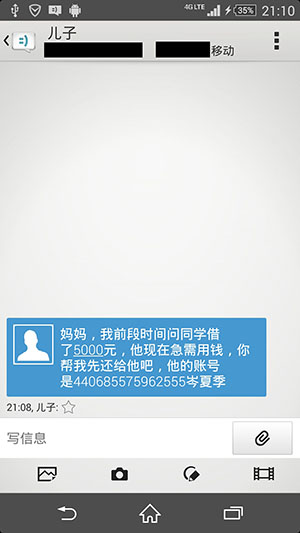 4G LTE 35% 21:10
儿子
移动
妈妈，我前段时间问同学借
了5000元，他现在急需用钱，你
帮我先还给他吧，他的账号
是440685575962555岑夏季
21:08, 儿子:
写信息